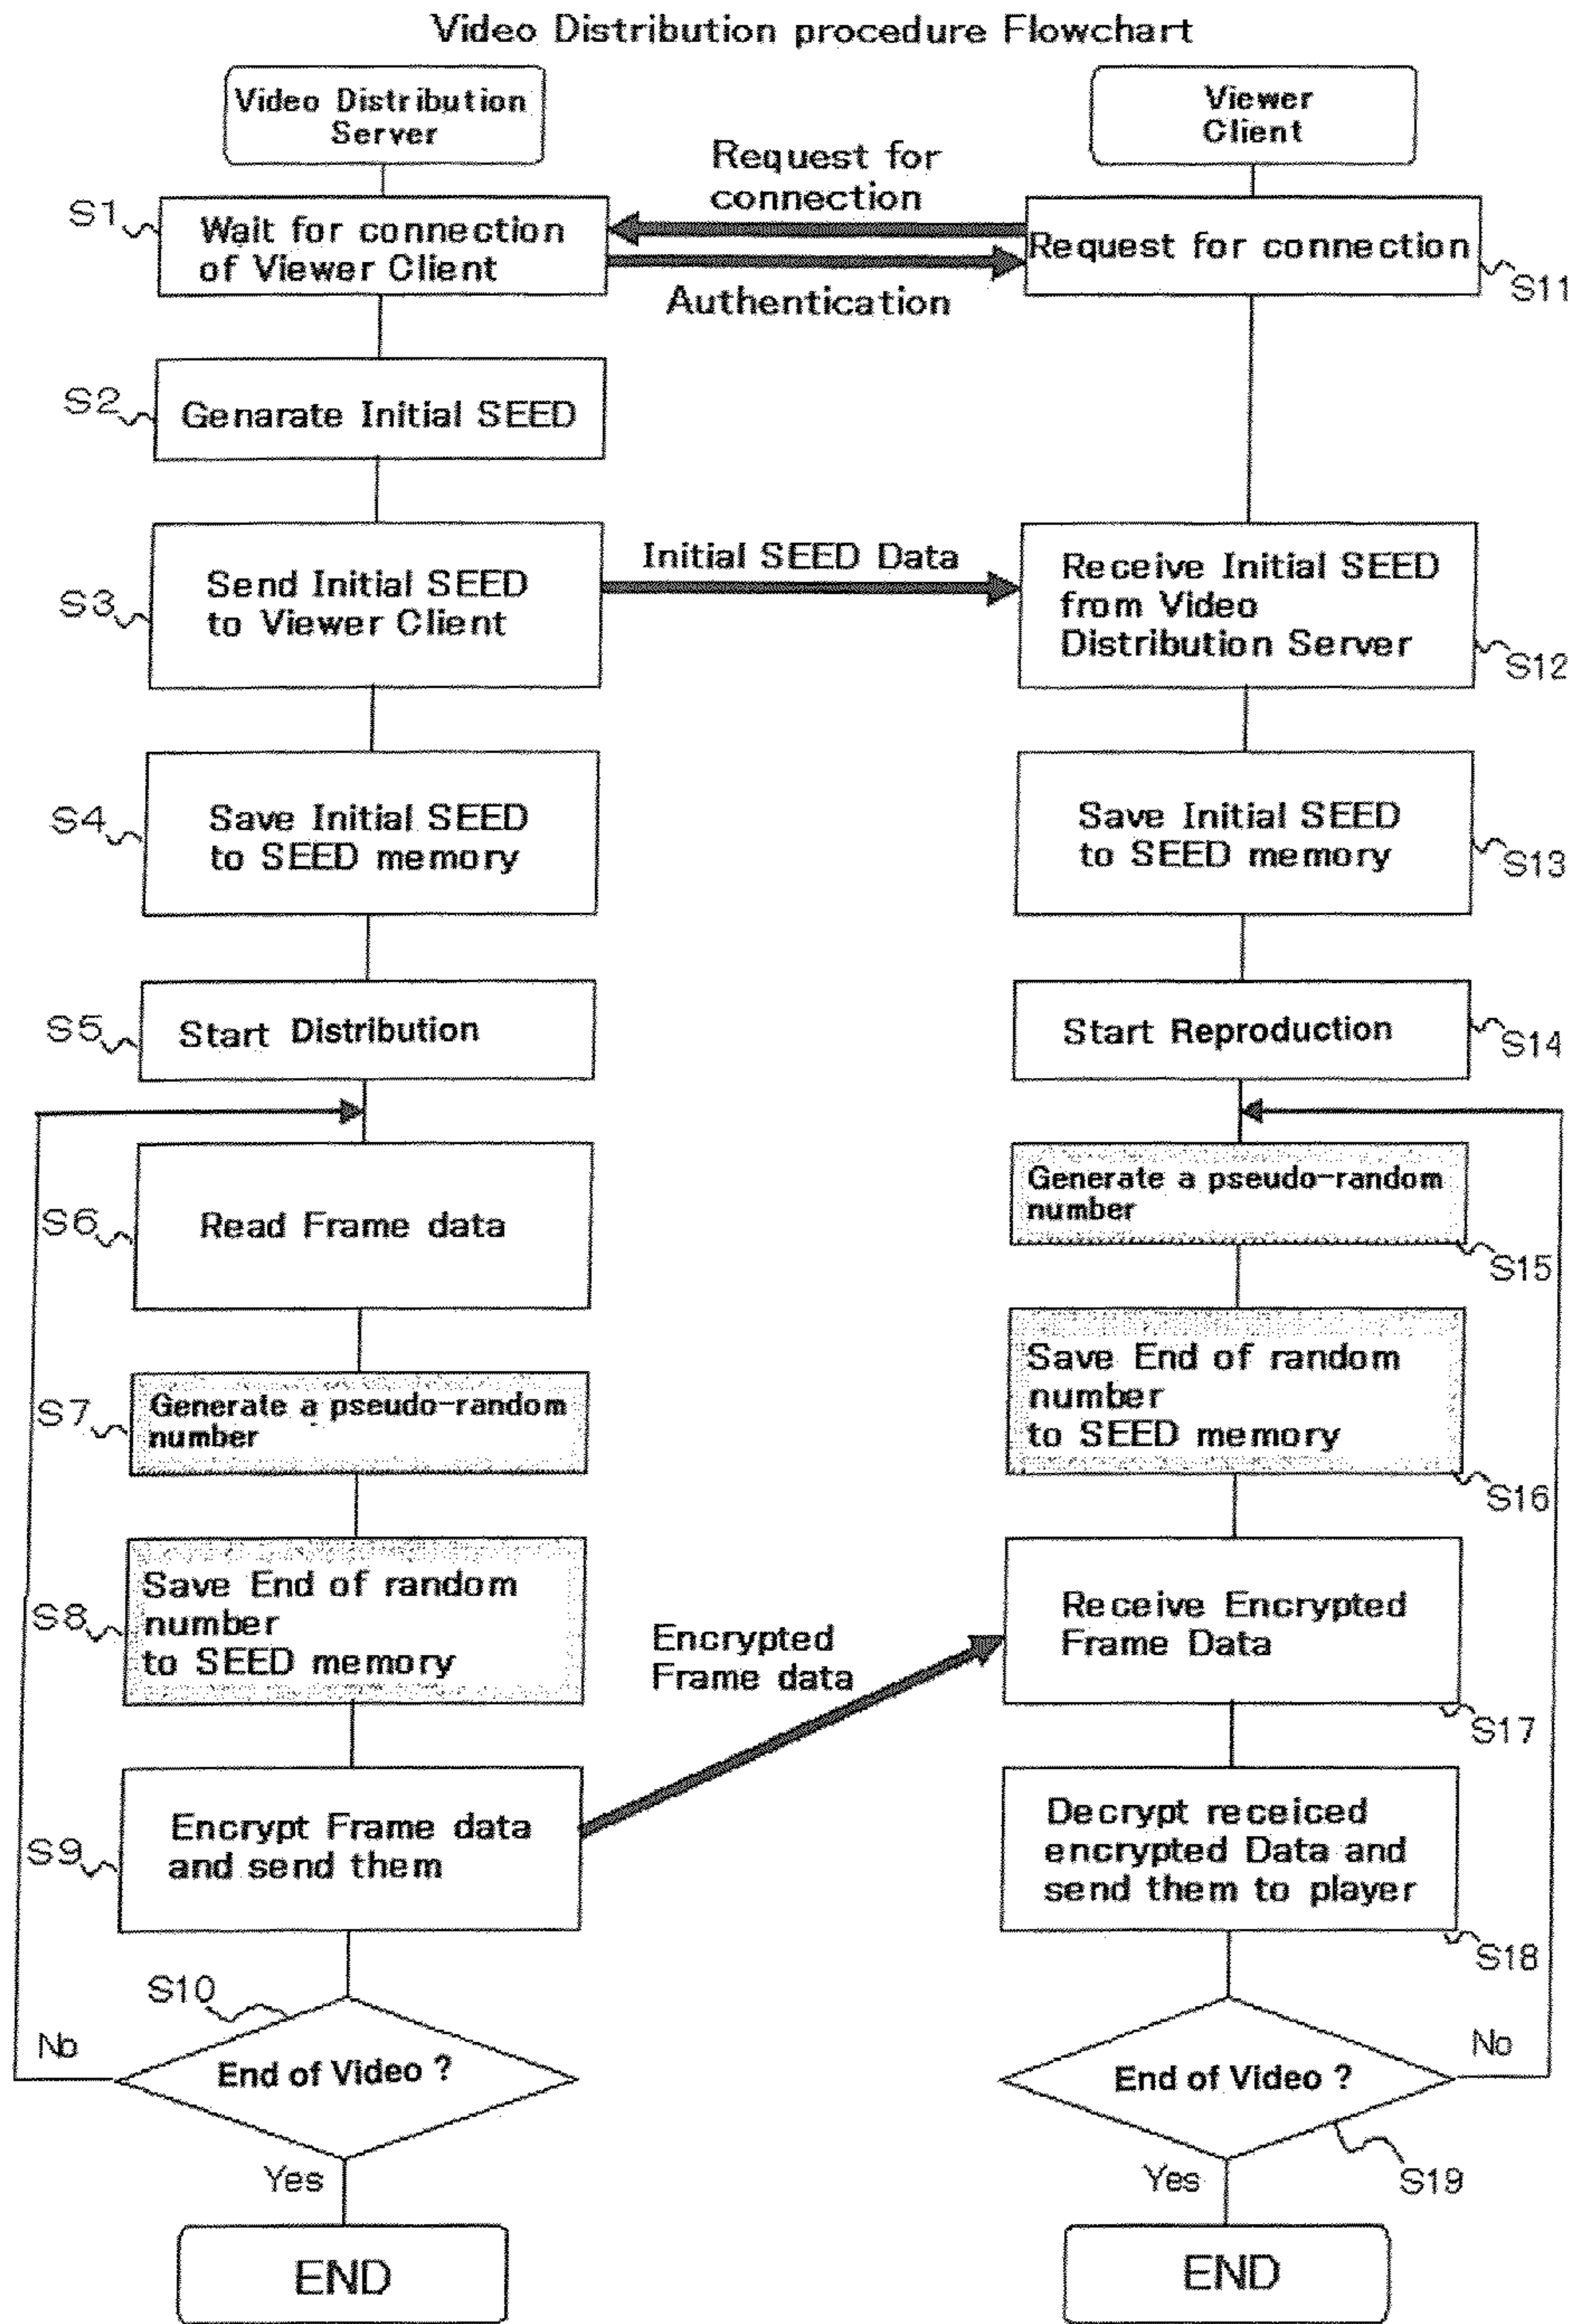 Video Distribution procedure Flowchart
Video Distribution
Server
Viewer
Client
Request for
connection
S1
Wait for connection
of Viewer Client
Request for connection
S11
Authentication
S2
Genarate Initial SEED
S3
Send Initial SEED
to Viewer Client
Initial SEED Data
Receive Initial SEED
from Video
Distribution Server
S12
S4
Save Initial SEED
to SEED memory
Save Initial SEED
to SEED memory
S13
S5
Start Distribution
Start Reproduction
S14
S6
Read Frame data
Generate a pseudo-random
number
S15
S7
Generate a pseudo-random
number
Save End of random
number
to SEED memory
S16
S8
Save End of random
number
to SEED memory
Encrypted
Frame data
Receive Encrypted
Frame Data
S17
S9
Encrypt Frame data
and send them
Decrypt receiced
encrypted Data and
send them to player
S18
S10
No
End of Video ?
Yes
END
No
End of Video ?
S19
Yes
END